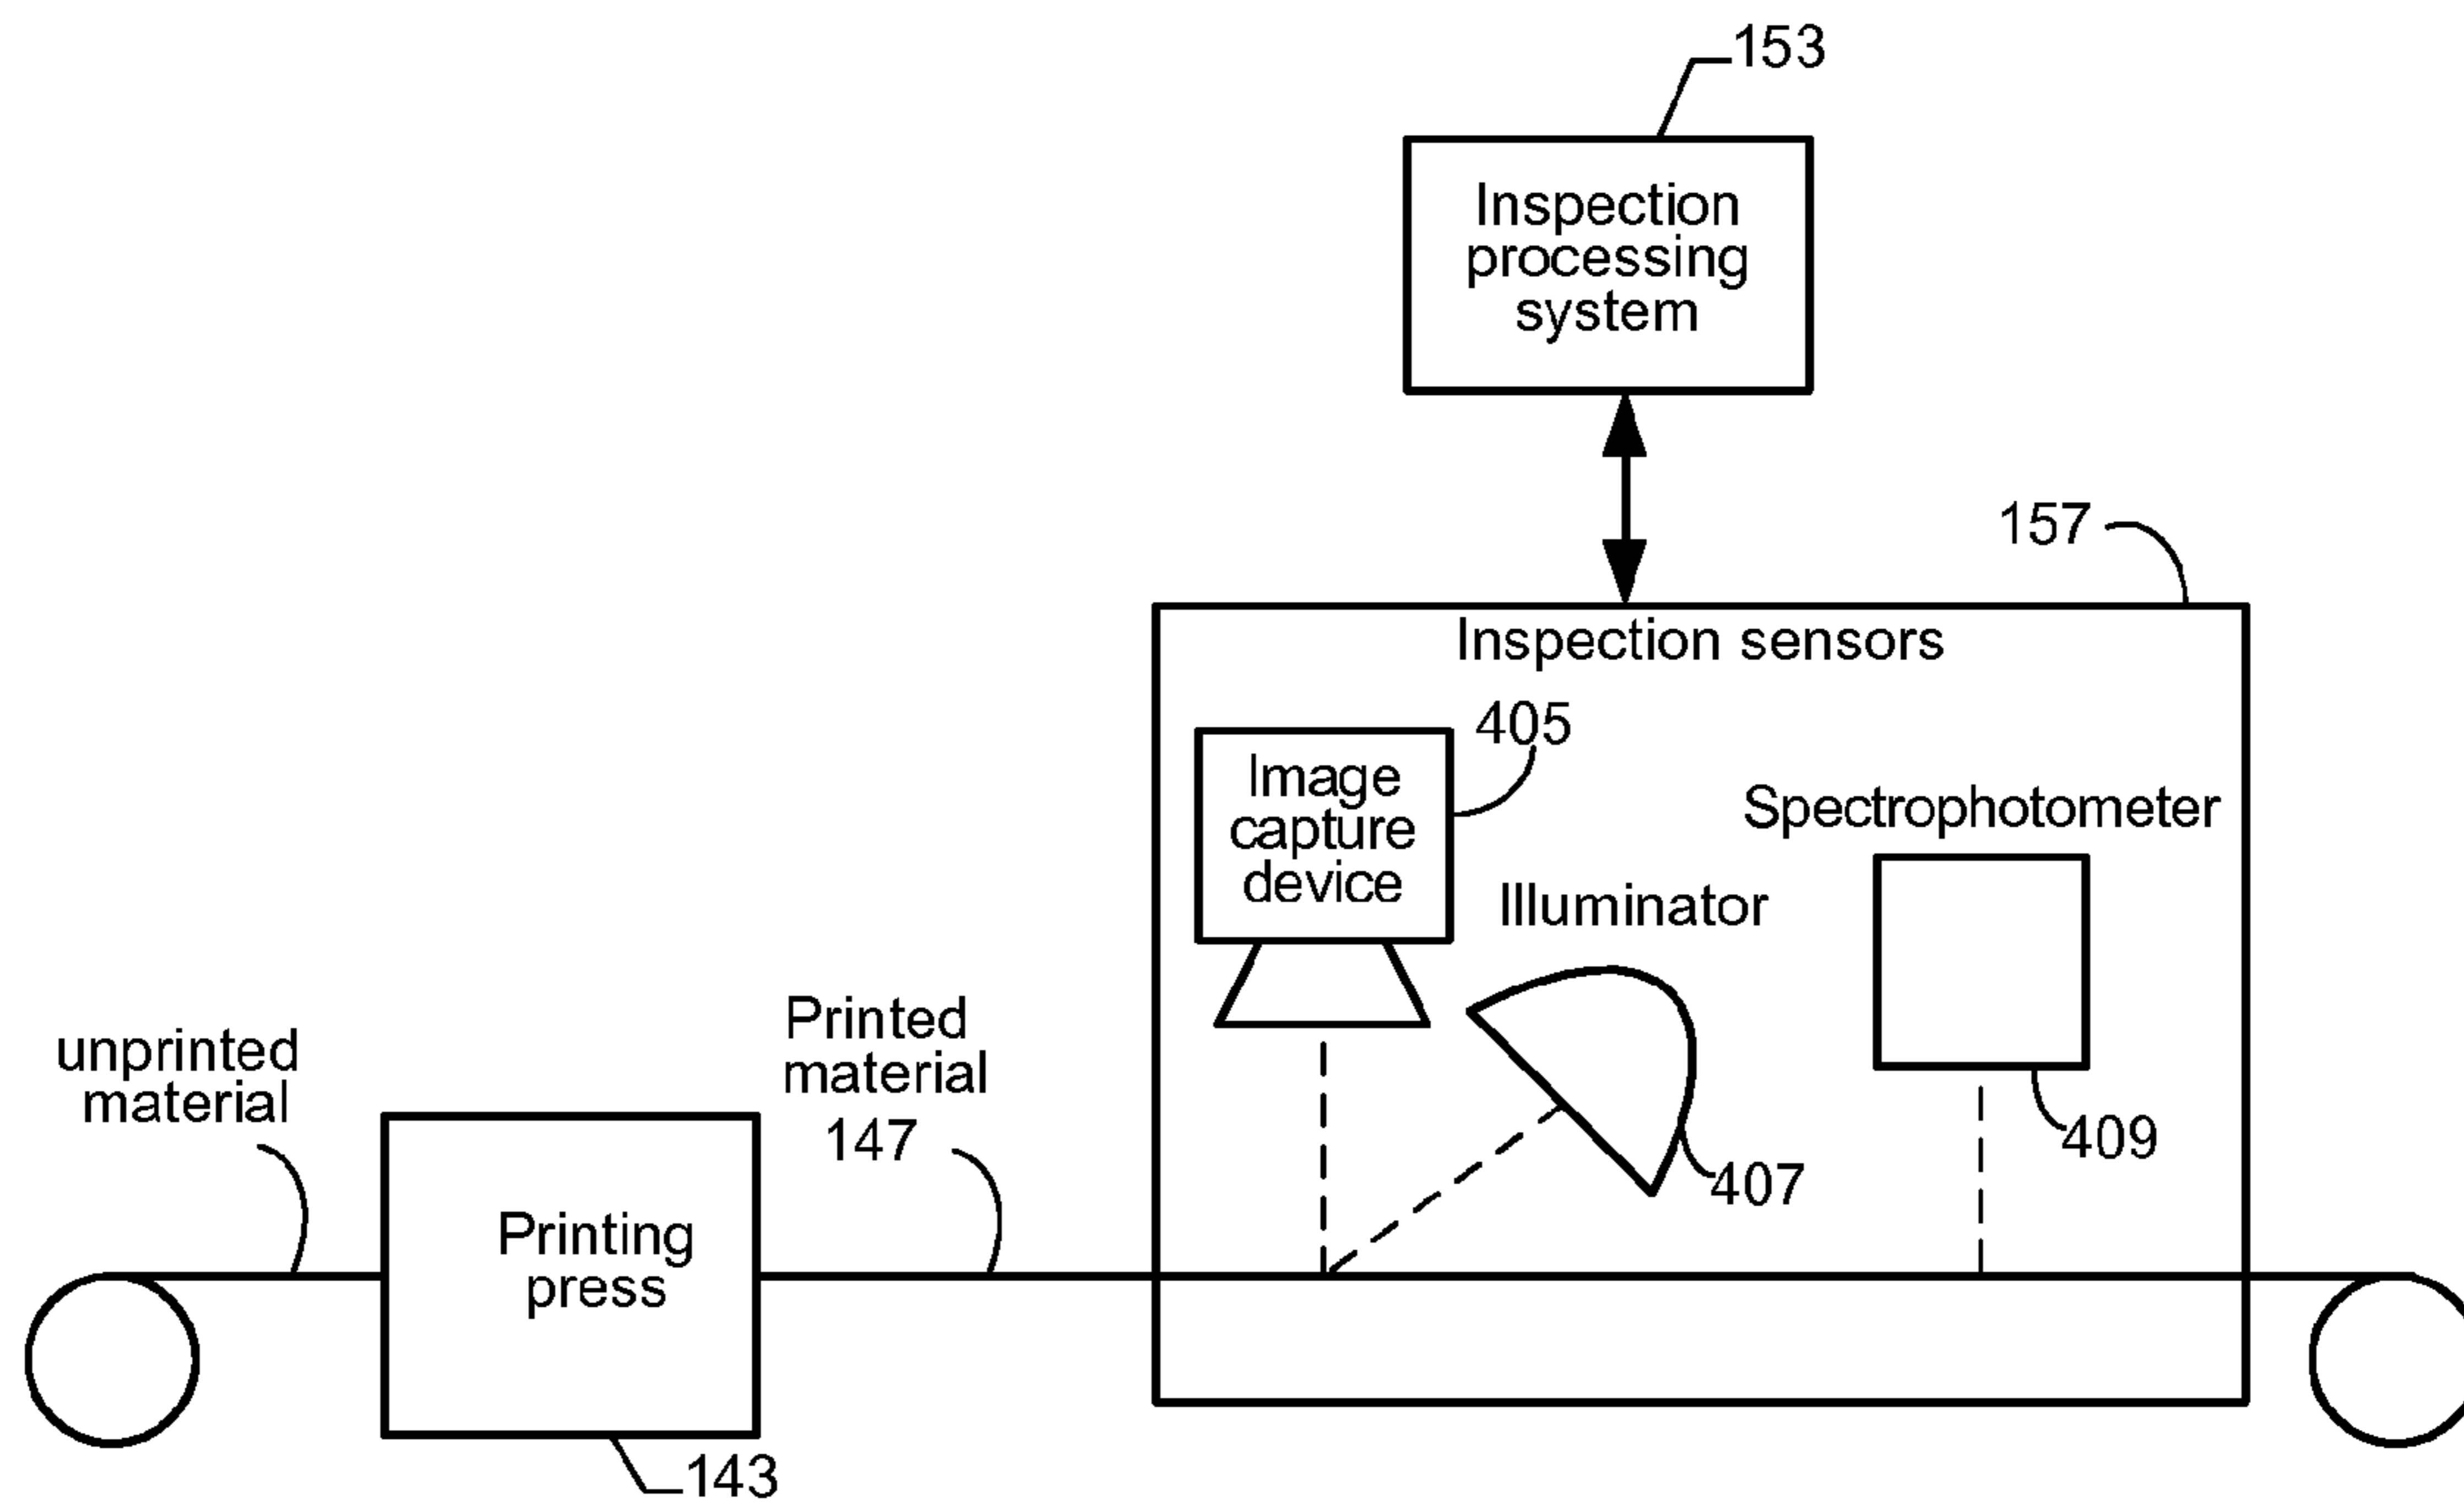 153
Inspection
processing
system
157
Inspection sensors
405
Image
capture
device
Spectrophotometer
Illuminator
409
407
unprinted
material
Printed
material
147
Printing
press
143